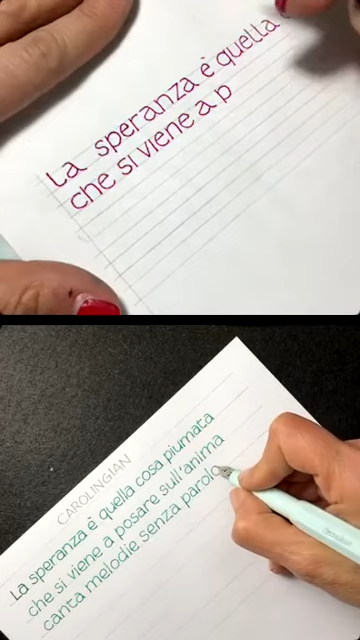 La speranza è quella
che si viene a p
CAROLINGIAN
La speranza è quella cosa piumata
che si viene a posare sull'anima
canta melodie senza parole